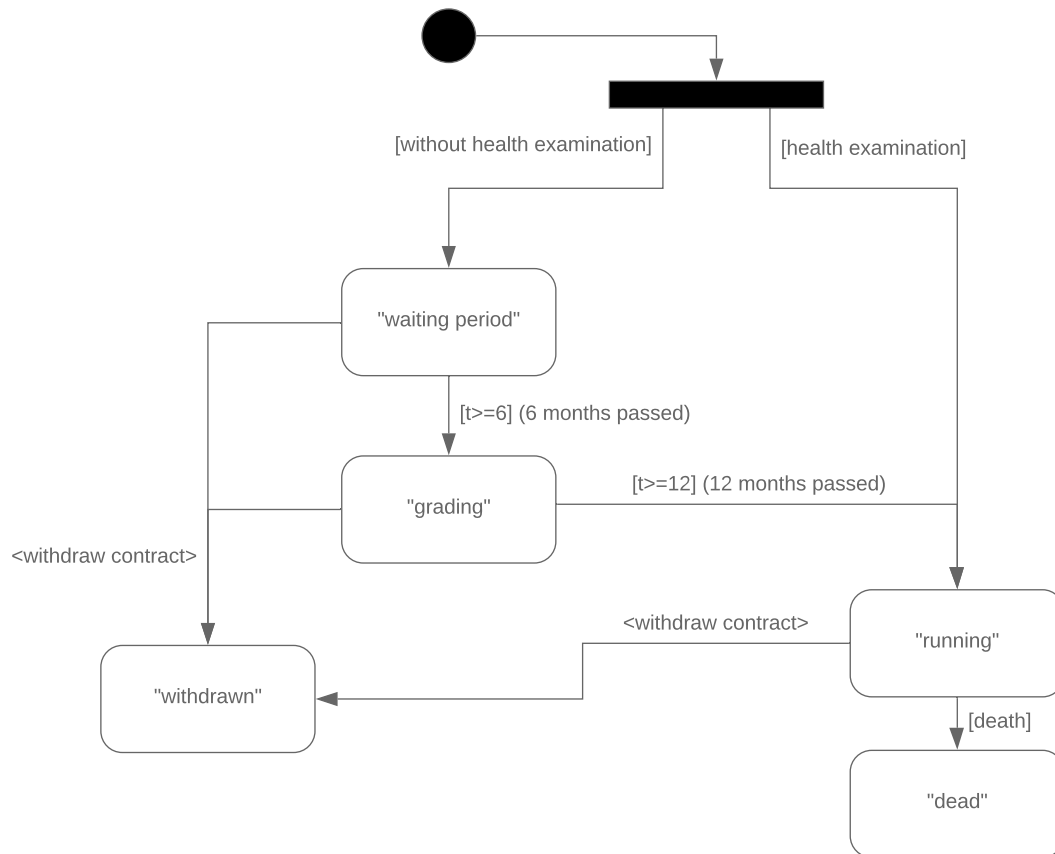 [without health examination]
[health examination]
"waiting period"
[t>=6] (6 months passed)
"grading"
[t>=12] (12 months passed)
<withdraw contract>
<withdraw contract>
"running"
"withdrawn"
[death]
"dead"